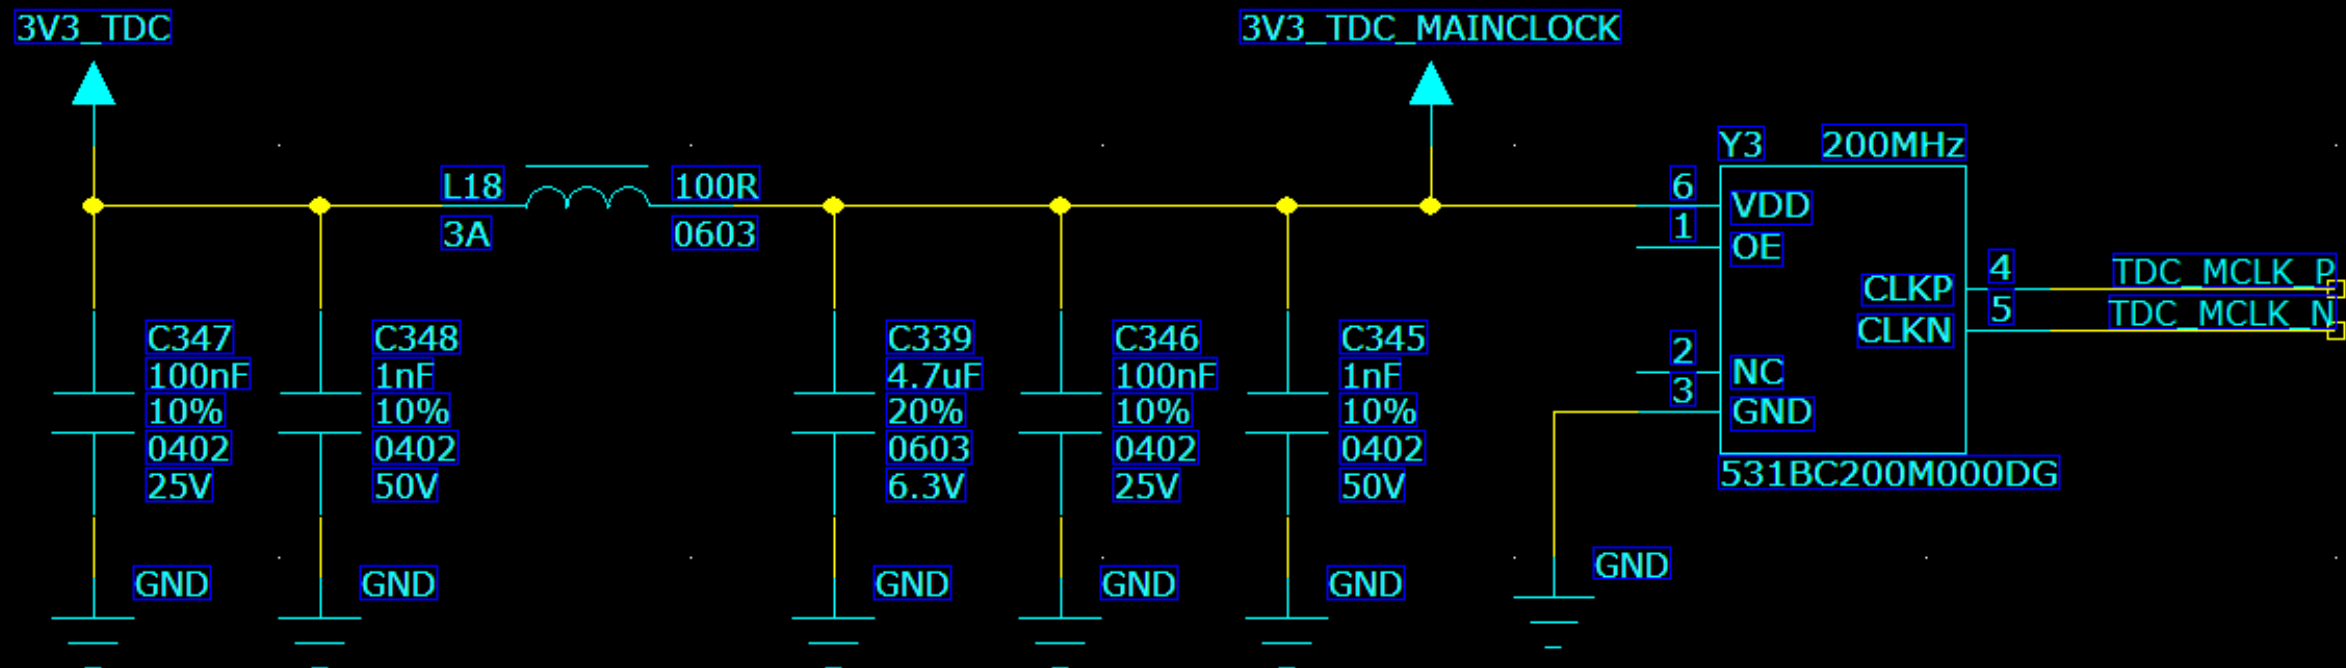 3V3_TDC
3V3_TDC_MAINCLOCK
L18
100R
3A
0603
Y3
200MHz
6
VDD
1
OE
4
CLKP
TDC_MCLK_P
5
CLKN
TDC_MCLK_N
2
NC
3
GND
531BC200M000DG
C347
100nF
10%
0402
25V
GND
C348
1nF
10%
0402
50V
GND
C339
4.7uF
20%
0603
6.3V
GND
C346
100nF
10%
0402
25V
GND
C345
1nF
10%
0402
50V
GND
GND